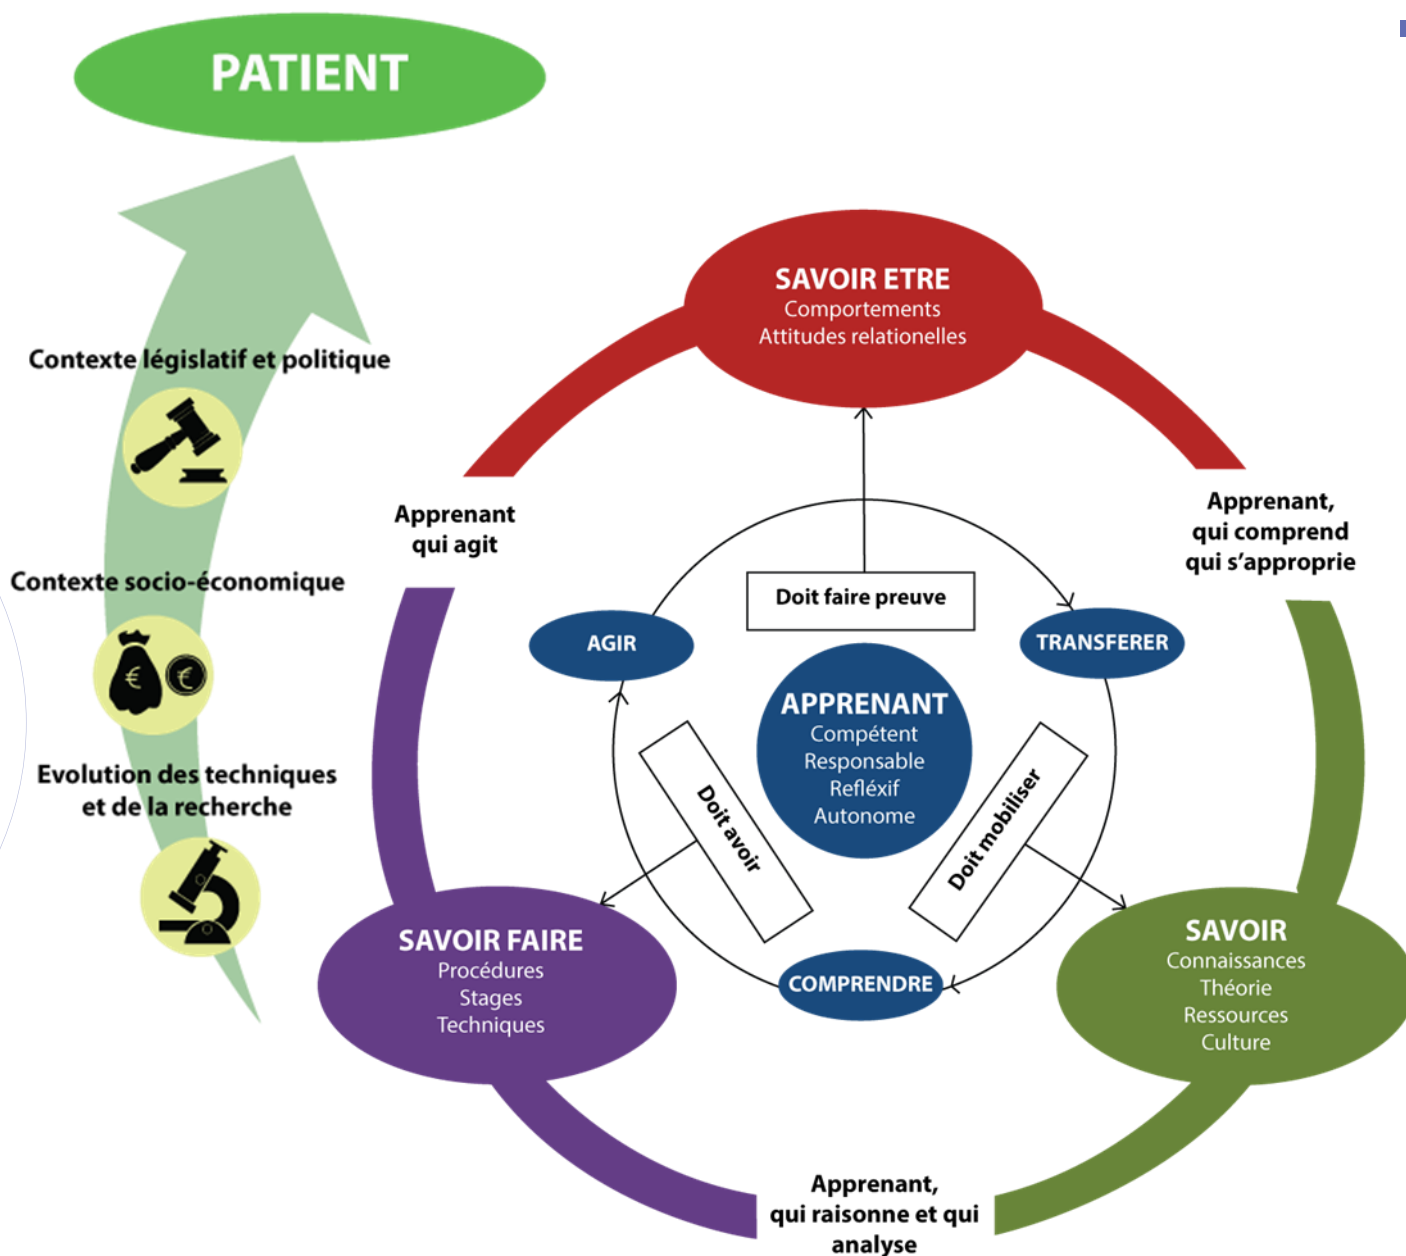 PATIENT
Contexte législatif et politique
Contexte socio-économique
Evolution des techniques
et de la recherche
SAVOIR ETRE
Comportements
Attitudes relationelles
Apprenant
qui agit
Apprenant,
qui comprend
qui s’approprie
Doit faire preuve
AGIR
TRANSFERER
APPRENANT
Compétent
Responsable
Refléxif
Autonome
Doit avoir
Doit mobiliser
COMPRENDRE
SAVOIR FAIRE
Procédures
Stages
Techniques
SAVOIR
Connaissances
Théorie
Ressources
Culture
Apprenant,
qui raisonne et qui
analyse
€
€